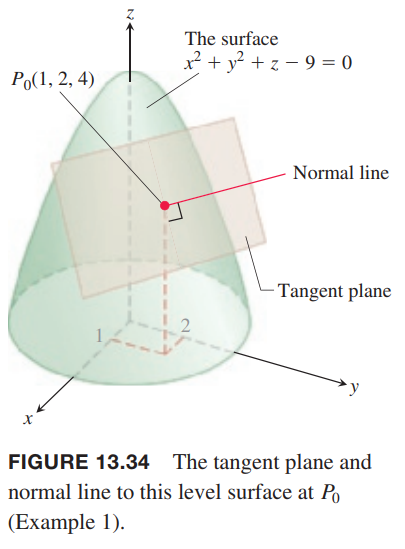 z
The surface
x² + y² + z − 9 = 0
P₀(1, 2, 4)
Normal line
Tangent plane
1
2
x
y
FIGURE 13.34 The tangent plane and
normal line to this level surface at P₀
(Example 1).